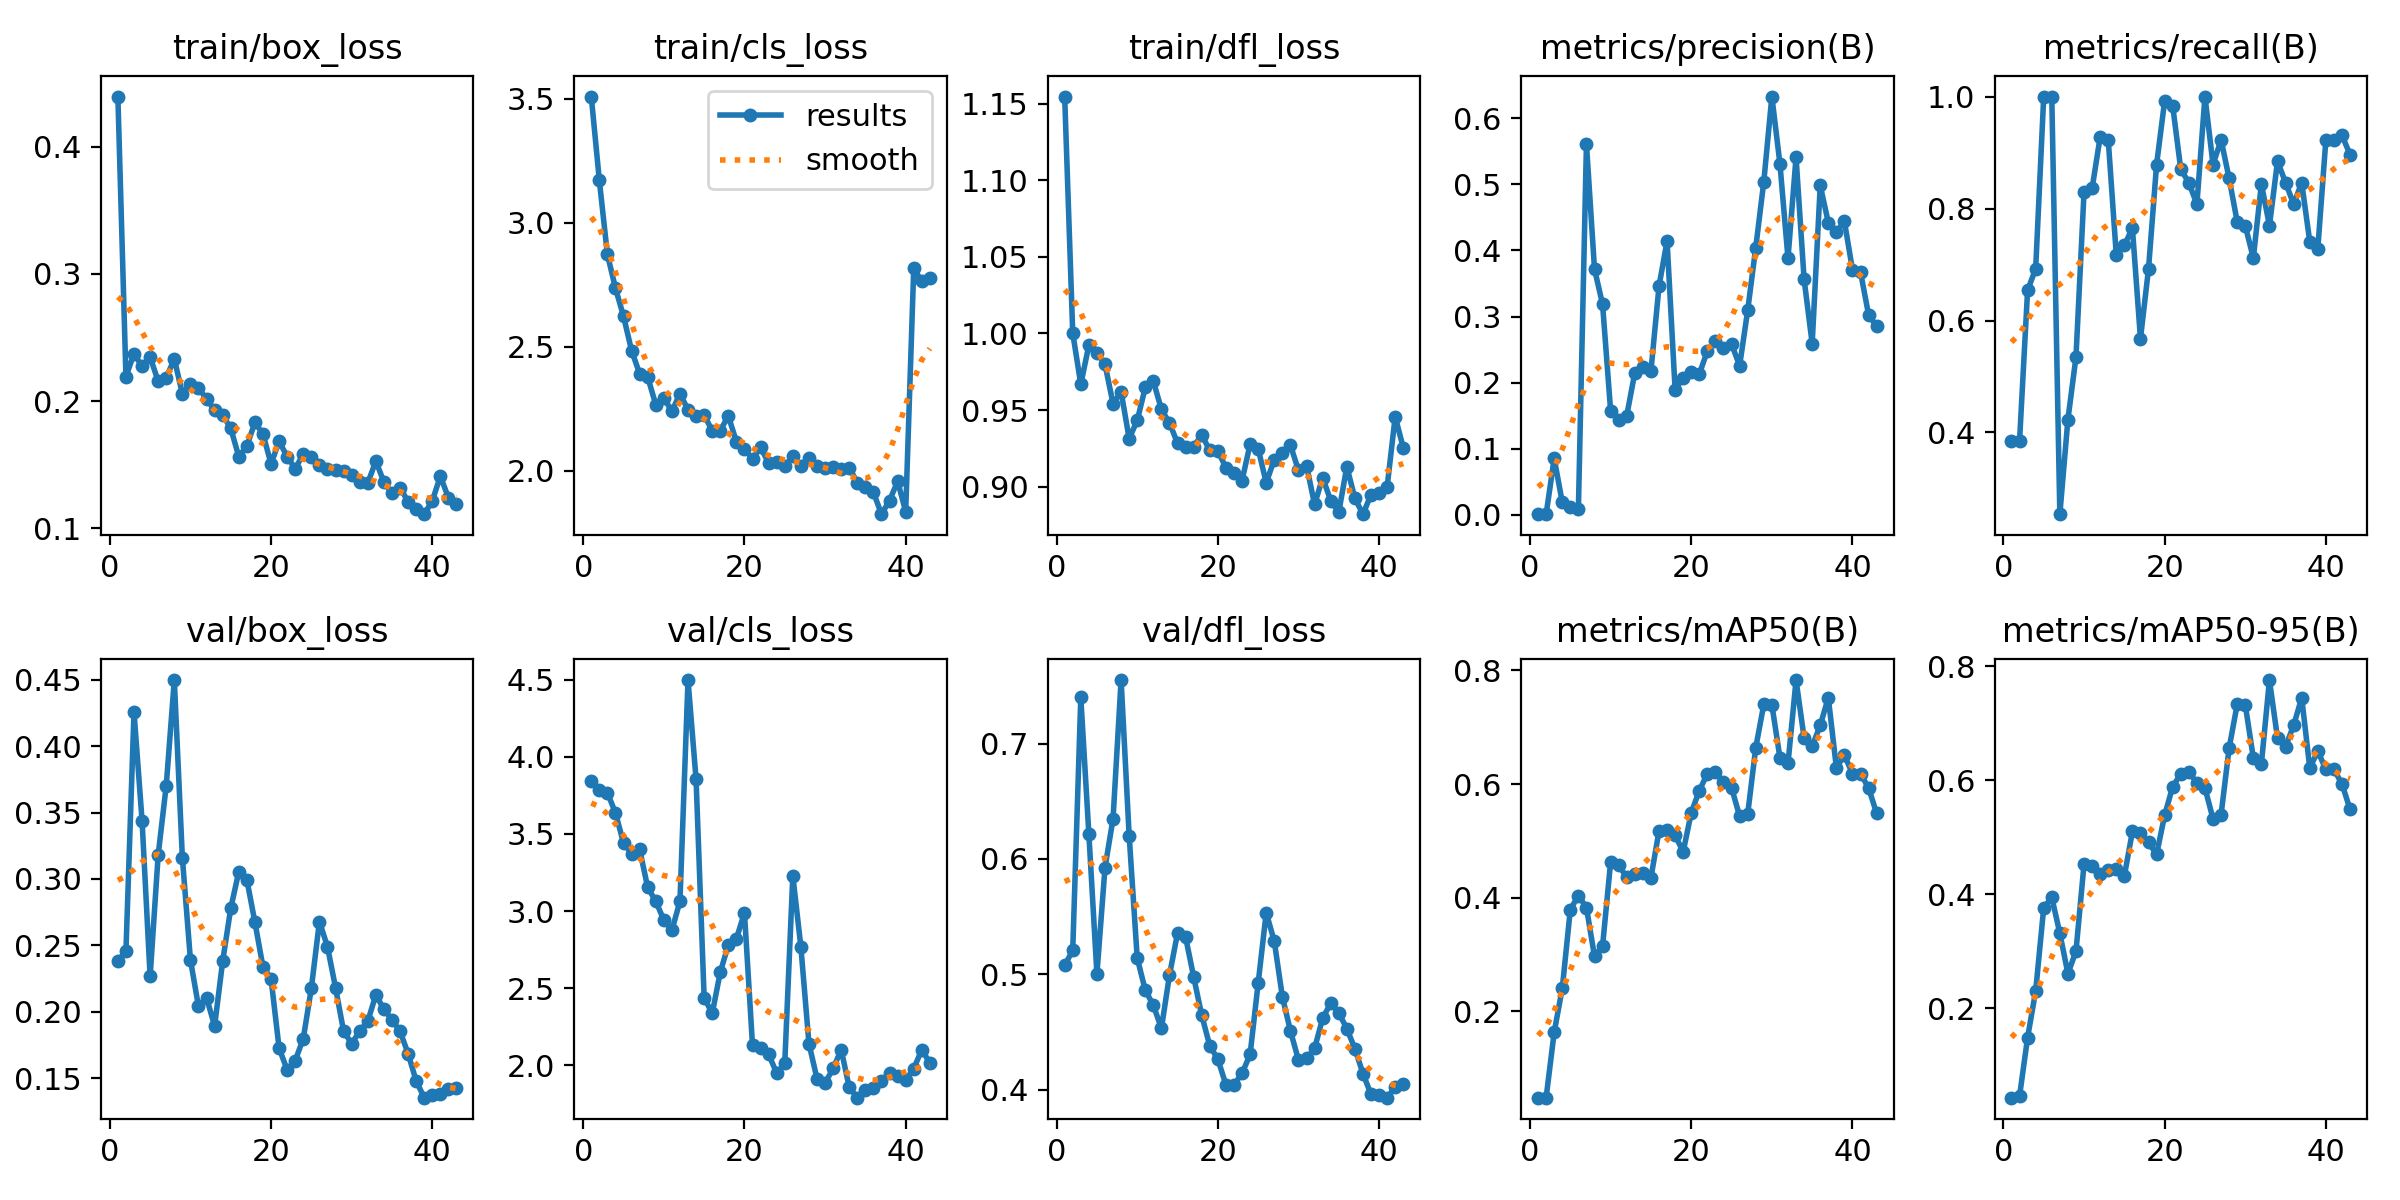 train/box_loss
0.4
0.3
0.2
0.1
0 20 40
train/cls_loss
results
smooth
3.5
3.0
2.5
2.0
0 20 40
train/dfl_loss
1.15
1.10
1.05
1.00
0.95
0.90
0 20 40
metrics/precision(B)
0.6
0.5
0.4
0.3
0.2
0.1
0.0
0 20 40
metrics/recall(B)
1.0
0.8
0.6
0.4
0 20 40
val/box_loss
0.45
0.40
0.35
0.30
0.25
0.20
0.15
0 20 40
val/cls_loss
4.5
4.0
3.5
3.0
2.5
2.0
0 20 40
val/dfl_loss
0.7
0.6
0.5
0.4
0 20 40
metrics/mAP50(B)
0.8
0.6
0.4
0.2
0 20 40
metrics/mAP50-95(B)
0.8
0.6
0.4
0.2
0 20 40